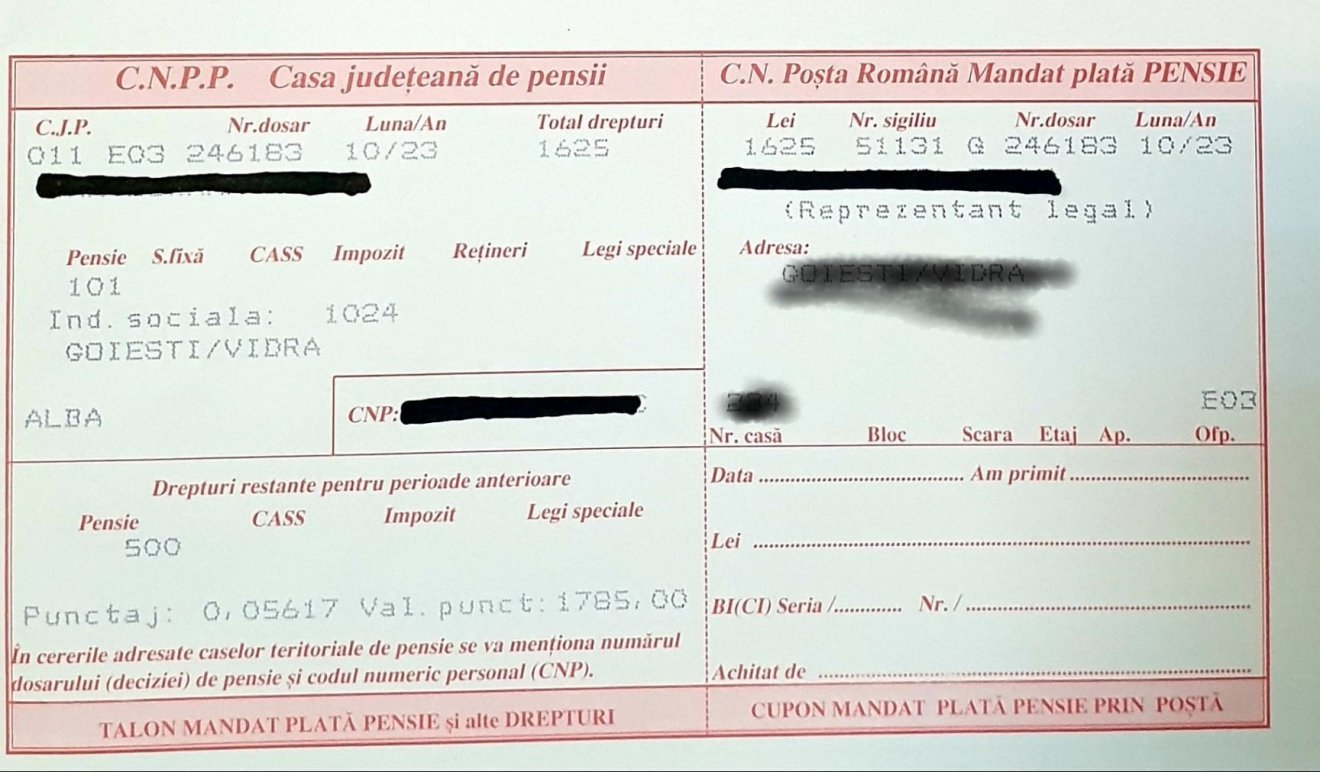 C.N.P.P. Casa județeană de pensii
C.J.P. Nr.dosar Luna/An Total drepturi
011 E03 246183 10/23 1625
Pensie S.fixă CASS Impozit Rețineri Legi speciale
101
Ind. sociala: 1024
GOIESTI/VIDRA
ALBA
CNP:
Drepturi restante pentru perioade anterioare
Pensie CASS Impozit Legi speciale
500
Punctaj: 0,05617 Val. punct: 1785,00
În cererile adresate caselor teritoriale de pensie se va menționa numărul
dosarului (deciziei) de pensie și codul numeric personal (CNP).
TALON MANDAT PLATĂ PENSIE și alte DREPTURI
C.N. Poșta Română Mandat plată PENSIE
Lei Nr. sigiliu Nr.dosar Luna/An
1625 51131 G 246183 10/23
(Reprezentant legal)
Adresa:
GOIESTI/VIDRA
E03
Nr. casă Bloc Scara Etaj Ap. Ofp.
Data .................................... Am primit ................................
Lei ....................................................................................
BI(CI) Seria /............ Nr. / ....................................................
Achitat de ........................................................................
CUPON MANDAT PLATĂ PENSIE PRIN POȘTĂ